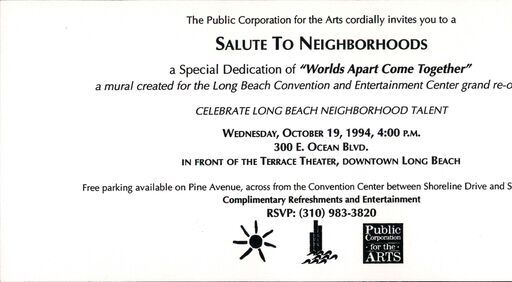 The Public Corporation for the Arts cordially invites you to a
SALUTE TO NEIGHBORHOODS
a Special Dedication of "Worlds Apart Come Together"
a mural created for the Long Beach Convention and Entertainment Center grand re-o
CELEBRATE LONG BEACH NEIGHBORHOOD TALENT
WEDNESDAY, OCTOBER 19, 1994, 4:00 P.M.
300 E. OCEAN BLVD.
IN FRONT OF THE TERRACE THEATER, DOWNTOWN LONG BEACH
Free parking available on Pine Avenue, across from the Convention Center between Shoreline Drive and S
Complimentary Refreshments and Entertainment
RSVP: (310) 983-3820
Public
Corporation
· for the ·
ARTS